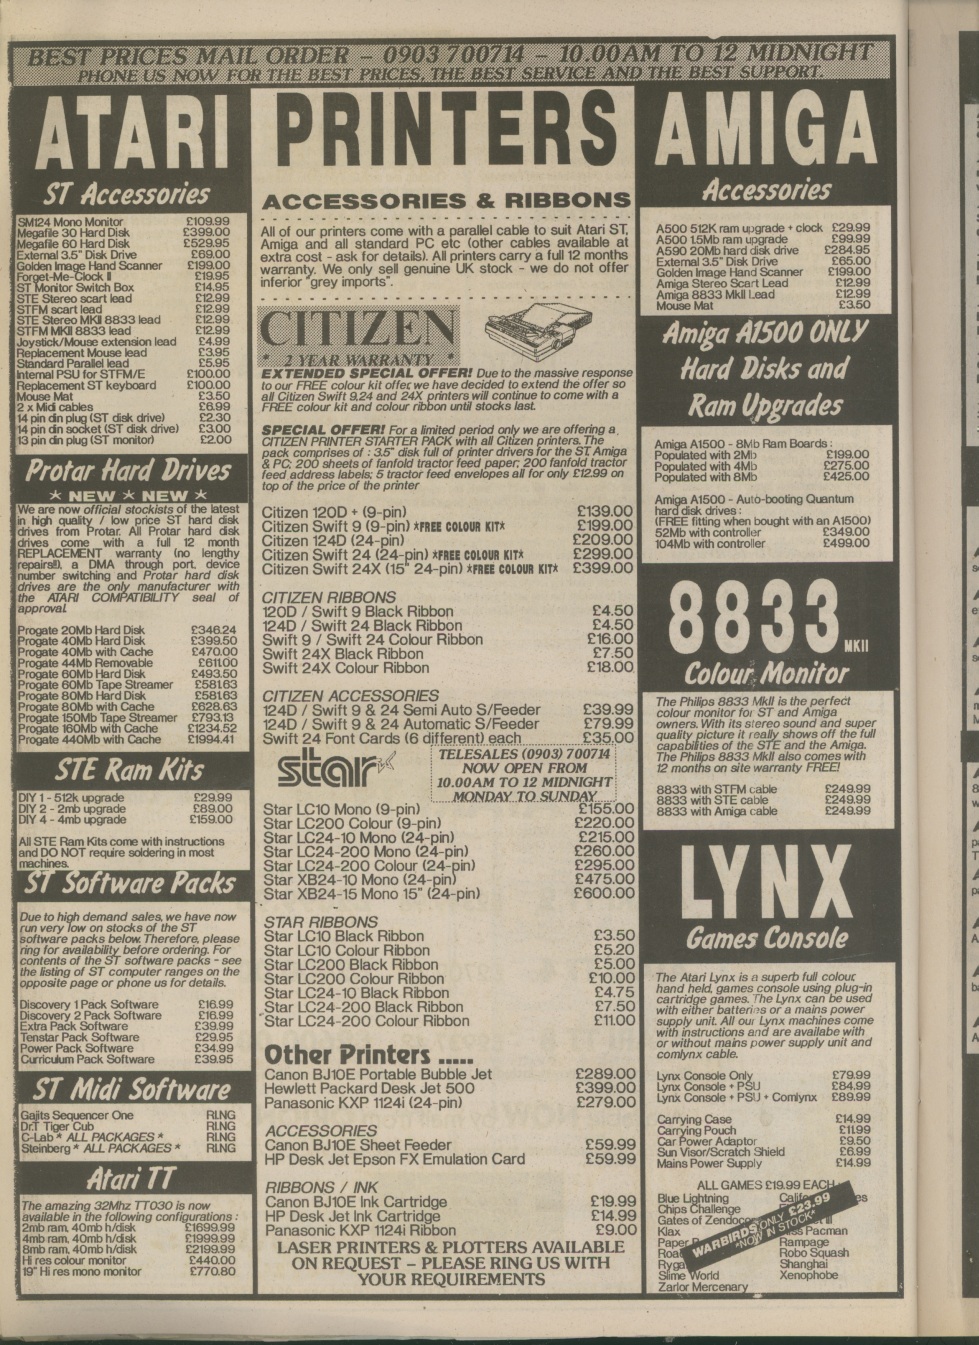 BEST PRICES MAIL ORDER – 0903 700714 – 10.00AM TO 12 MIDNIGHT
PHONE US NOW FOR THE BEST PRICES, THE BEST SERVICE AND THE BEST SUPPORT.
ATARI
ST Accessories
SM124 Mono Monitor £109.99
Megafile 30 Hard Disk £399.00
Megafile 60 Hard Disk £529.95
External 3.5" Disk Drive £69.00
Golden Image Hand Scanner £199.00
Forget-Me-Clock II £19.95
ST Monitor Switch Box £14.95
STE Stereo scart lead £12.99
STFM scart lead £12.99
STE Stereo MKII 8833 lead £12.99
STFM MKII 8833 lead £12.99
Joystick/Mouse extension lead £4.99
Replacement Mouse lead £3.95
Standard Parallel lead £5.95
Internal PSU for STFM/E £100.00
Replacement ST keyboard £100.00
Mouse Mat £3.50
2 x Midi cables £6.99
14 pin din plug (ST disk drive) £2.30
14 pin din socket (ST disk drive) £3.00
13 pin din plug (ST monitor) £2.00
Protar Hard Drives
★ NEW ★ NEW ★
We are now official stockists of the latest
in high quality / low price ST hard disk
drives from Protar. All Protar hard disk
drives come with a full 12 month
REPLACEMENT warranty (no lengthy
repairs!!), a DMA through port, device
number switching and Protar hard disk
drives are the only manufacturer with
the ATARI COMPATIBILITY seal of
approval.
Progate 20Mb Hard Disk £346.24
Progate 40Mb Hard Disk £399.50
Progate 40Mb with Cache £470.00
Progate 44Mb Removable £611.00
Progate 60Mb Hard Disk £493.50
Progate 60Mb Tape Streamer £581.63
Progate 80Mb Hard Disk £581.63
Progate 80Mb with Cache £628.63
Progate 150Mb Tape Streamer £793.13
Progate 160Mb with Cache £1234.52
Progate 440Mb with Cache £1994.41
STE Ram Kits
DIY 1 - 512k upgrade £29.99
DIY 2 - 2mb upgrade £89.00
DIY 4 - 4mb upgrade £159.00
All STE Ram Kits come with instructions
and DO NOT require soldering in most
machines.
ST Software Packs
Due to high demand sales, we have now
run very low on stocks of the ST
software packs below. Therefore, please
ring for availability before ordering. For
contents of the ST software packs - see
the listing of ST computer ranges on the
opposite page or phone us for details.
Discovery 1 Pack Software £16.99
Discovery 2 Pack Software £16.99
Extra Pack Software £39.99
Tenstar Pack Software £29.95
Power Pack Software £34.99
Curriculum Pack Software £39.95
ST Midi Software
Gajits Sequencer One RING
Dr.T Tiger Cub RING
C-Lab * ALL PACKAGES * RING
Steinberg * ALL PACKAGES * RING
Atari TT
The amazing 32Mhz TT030 is now
available in the following configurations :
2mb ram, 40mb h/disk £1699.99
4mb ram, 40mb h/disk £1999.99
8mb ram, 40mb h/disk £2199.99
Hi res colour monitor £440.00
19" Hi res mono monitor £770.80
PRINTERS
ACCESSORIES & RIBBONS
All of our printers come with a parallel cable to suit Atari ST,
Amiga and all standard PC etc (other cables available at
extra cost - ask for details). All printers carry a full 12 months
warranty. We only sell genuine UK stock - we do not offer
inferior "grey imports".
CITIZEN
* 2 YEAR WARRANTY *
EXTENDED SPECIAL OFFER! Due to the massive response
to our FREE colour kit offer, we have decided to extend the offer so
all Citizen Swift 9,24 and 24X printers will continue to come with a
FREE colour kit and colour ribbon until stocks last.
SPECIAL OFFER! For a limited period only we are offering a
CITIZEN PRINTER STARTER PACK with all Citizen printers. The
pack comprises of : 3.5" disk full of printer drivers for the ST, Amiga
& PC; 200 sheets of fanfold tractor feed paper; 200 fanfold tractor
feed address labels; 5 tractor feed envelopes all for only £12.99 on
top of the price of the printer
Citizen 120D + (9-pin) £139.00
Citizen Swift 9 (9-pin) *FREE COLOUR KIT* £199.00
Citizen 124D (24-pin) £209.00
Citizen Swift 24 (24-pin) *FREE COLOUR KIT* £299.00
Citizen Swift 24X (15" 24-pin) *FREE COLOUR KIT* £399.00
CITIZEN RIBBONS
120D / Swift 9 Black Ribbon £4.50
124D / Swift 24 Black Ribbon £4.50
Swift 9 / Swift 24 Colour Ribbon £16.00
Swift 24X Black Ribbon £7.50
Swift 24X Colour Ribbon £18.00
CITIZEN ACCESSORIES
124D / Swift 9 & 24 Semi Auto S/Feeder £39.99
124D / Swift 9 & 24 Automatic S/Feeder £79.99
Swift 24 Font Cards (6 different) each £35.00
star
TELESALES (0903) 700714
NOW OPEN FROM
10.00AM TO 12 MIDNIGHT
MONDAY TO SUNDAY
Star LC10 Mono (9-pin) £155.00
Star LC200 Colour (9-pin) £220.00
Star LC24-10 Mono (24-pin) £215.00
Star LC24-200 Mono (24-pin) £260.00
Star LC24-200 Colour (24-pin) £295.00
Star XB24-10 Mono (24-pin) £475.00
Star XB24-15 Mono 15" (24-pin) £600.00
STAR RIBBONS
Star LC10 Black Ribbon £3.50
Star LC10 Colour Ribbon £5.20
Star LC200 Black Ribbon £5.00
Star LC200 Colour Ribbon £10.00
Star LC24-10 Black Ribbon £4.75
Star LC24-200 Black Ribbon £7.50
Star LC24-200 Colour Ribbon £11.00
Other Printers .....
Canon BJ10E Portable Bubble Jet £289.00
Hewlett Packard Desk Jet 500 £399.00
Panasonic KXP 1124i (24-pin) £279.00
ACCESSORIES
Canon BJ10E Sheet Feeder £59.99
HP Desk Jet Epson FX Emulation Card £59.99
RIBBONS / INK
Canon BJ10E Ink Cartridge £19.99
HP Desk Jet Ink Cartridge £14.99
Panasonic KXP 1124i Ribbon £9.00
LASER PRINTERS & PLOTTERS AVAILABLE
ON REQUEST – PLEASE RING US WITH
YOUR REQUIREMENTS
AMIGA
Accessories
A500 512K ram upgrade + clock £29.99
A500 1.5Mb ram upgrade £99.99
A590 20Mb hard disk drive £284.95
External 3.5" Disk Drive £65.00
Golden Image Hand Scanner £199.00
Amiga Stereo Scart Lead £12.99
Amiga 8833 MkII Lead £12.99
Mouse Mat £3.50
Amiga A1500 ONLY
Hard Disks and
Ram Upgrades
Amiga A1500 - 8Mb Ram Boards :
Populated with 2Mb £199.00
Populated with 4Mb £275.00
Populated with 8Mb £425.00
Amiga A1500 - Auto-booting Quantum
hard disk drives :
(FREE fitting when bought with an A1500)
52Mb with controller £349.00
104Mb with controller £499.00
8833 MKII
Colour Monitor
The Philips 8833 MkII is the perfect
colour monitor for ST and Amiga
owners. With its stereo sound and super
quality picture it really shows off the full
capabilities of the STE and the Amiga.
The Philips 8833 MkII also comes with
12 months on site warranty FREE!
8833 with STFM cable £249.99
8833 with STE cable £249.99
8833 with Amiga cable £249.99
LYNX
Games Console
The Atari Lynx is a superb full colour,
hand held, games console using plug-in
cartridge games. The Lynx can be used
with either batteries or a mains power
supply unit. All our Lynx machines come
with instructions and are available with
or without mains power supply unit and
comlynx cable.
Lynx Console Only £79.99
Lynx Console + PSU £84.99
Lynx Console + PSU + Comlynx £89.99
Carrying Case £14.99
Carrying Pouch £11.99
Car Power Adaptor £9.50
Sun Visor/Scratch Shield £6.99
Mains Power Supply £14.99
ALL GAMES £19.99 EACH
Blue Lightning
Chips Challenge
Gates of
Klax
Paper
Slime World
Zarlor Mercenary
Pacman
Rampage
Robo Squash
Shanghai
Xenophobe
WARBIRDS ONLY £23.99
*NOW IN STOCK*